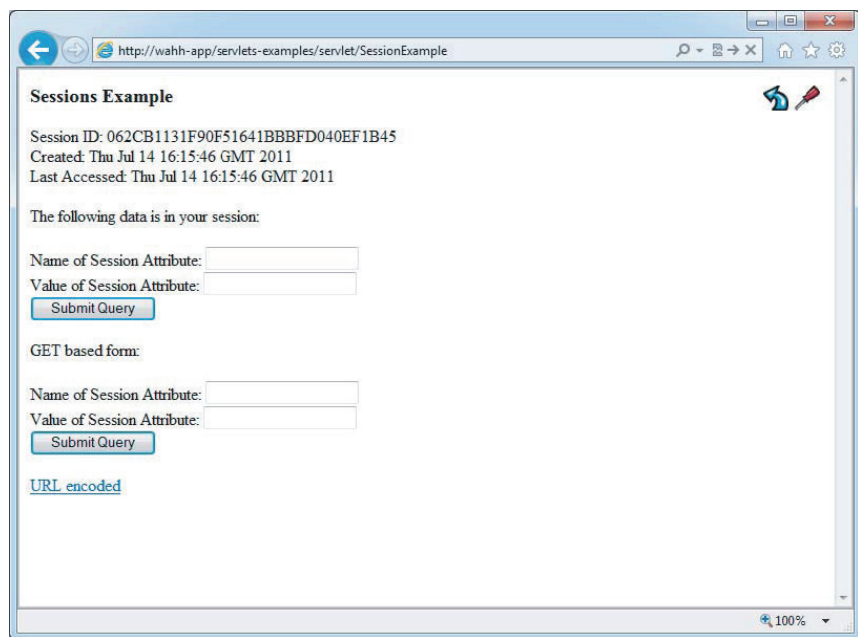 http://wahh-app/servlets-examples/servlet/SessionExample
Sessions Example
Session ID: 062CB1131F90F51641BBBFD040EF1B45
Created: Thu Jul 14 16:15:46 GMT 2011
Last Accessed: Thu Jul 14 16:15:46 GMT 2011
The following data is in your session:
Name of Session Attribute:
Value of Session Attribute:
Submit Query
GET based form:
Name of Session Attribute:
Value of Session Attribute:
Submit Query
URL encoded
100%